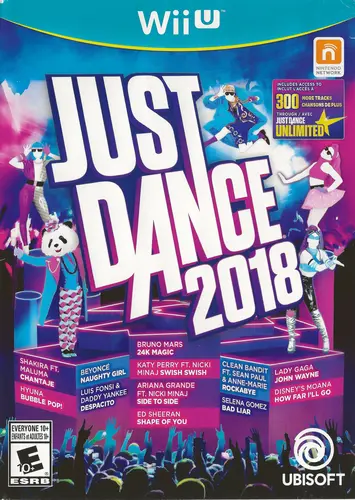 Wii U
NINTENDO
NETWORK
INCLUDES ACCESS TO
INCLUT L'ACCÈS À
300 MORE TRACKS
CHANSONS DE PLUS
THROUGH / AVEC
JUST DANCE
UNLIMITED
JUST
DANCE
2018
SHAKIRA FT.
MALUMA
CHANTAJE
HYUNA
BUBBLE POP!
BEYONCE
NAUGHTY GIRL
LUIS FONSI &
DADDY YANKEE
DESPACITO
BRUNO MARS
24K MAGIC
KATY PERRY FT. NICKI
MINAJ SWISH SWISH
ARIANA GRANDE
FT. NICKI MINAJ
SIDE TO SIDE
ED SHEERAN
SHAPE OF YOU
CLEAN BANDIT
FT. SEAN PAUL
& ANNE-MARIE
ROCKABYE
SELENA GOMEZ
BAD LIAR
LADY GAGA
JOHN WAYNE
DISNEY'S MOANA
HOW FAR I'LL GO
EVERYONE 10+
ENFANTS et ADULTES 10+
E
10+
ESRB
UBISOFT